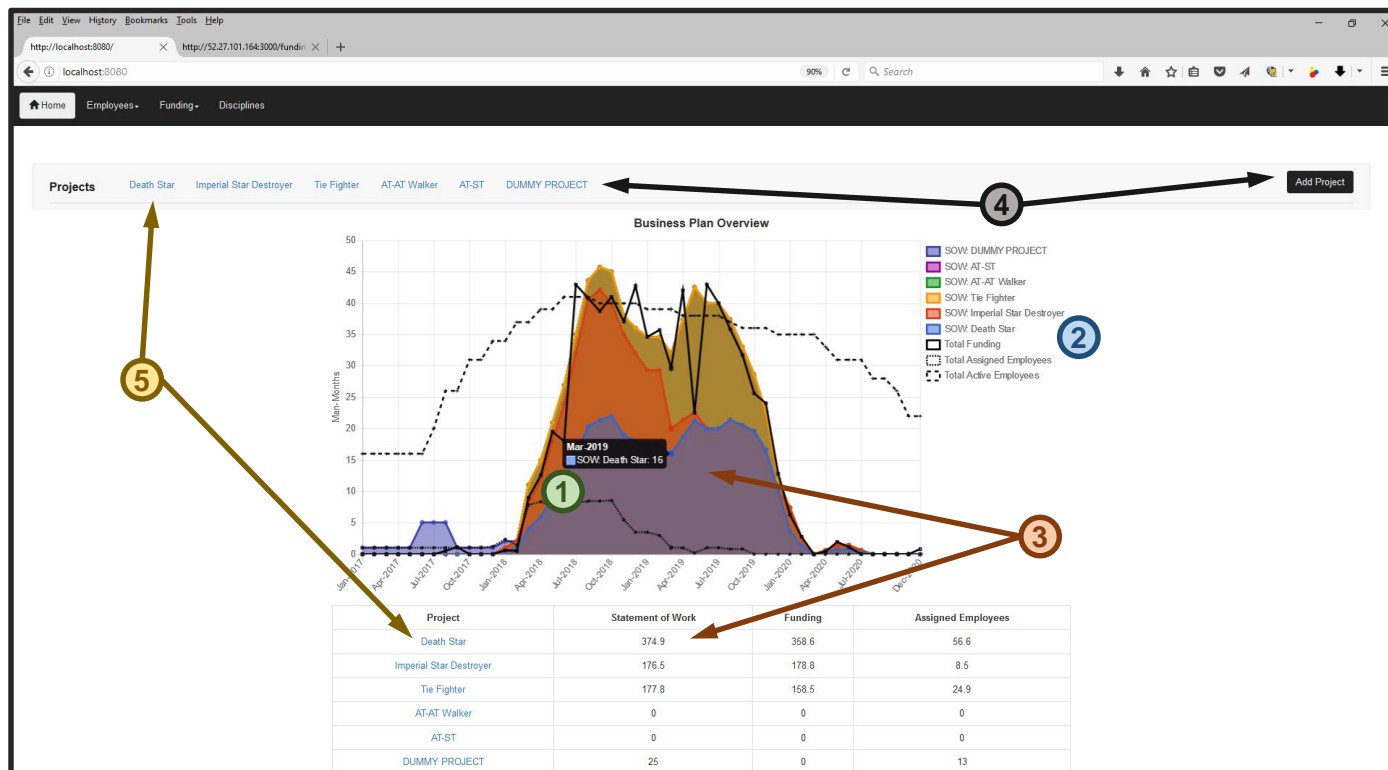 File Edit View History Bookmarks Tools Help
http://localhost:8080/ http://52.27.101.164:3000/fundin
localhost:8080 90% Search
Home Employees Funding Disciplines
Projects Death Star Imperial Star Destroyer Tie Fighter AT-AT Walker AT-ST DUMMY PROJECT Add Project
4
Business Plan Overview
50
45
40
35
30
25
20
15
10
5
0
Man-Months
SOW: DUMMY PROJECT
SOW: AT-ST
SOW: AT-AT Walker
SOW: Tie Fighter
SOW: Imperial Star Destroyer
SOW: Death Star
Total Funding
Total Assigned Employees
Total Active Employees
2
5
Mar-2019
SOW: Death Star: 16
1
3
Jan-2017 Apr-2017 Jul-2017 Oct-2017 Jan-2018 Apr-2018 Jul-2018 Oct-2018 Jan-2019 Apr-2019 Jul-2019 Oct-2019 Jan-2020 Apr-2020 Jul-2020 Dec-2020
Project Statement of Work Funding Assigned Employees
Death Star 374.9 358.6 56.6
Imperial Star Destroyer 176.5 178.8 8.5
Tie Fighter 177.8 158.5 24.9
AT-AT Walker 0 0 0
AT-ST 0 0 0
DUMMY PROJECT 25 0 13